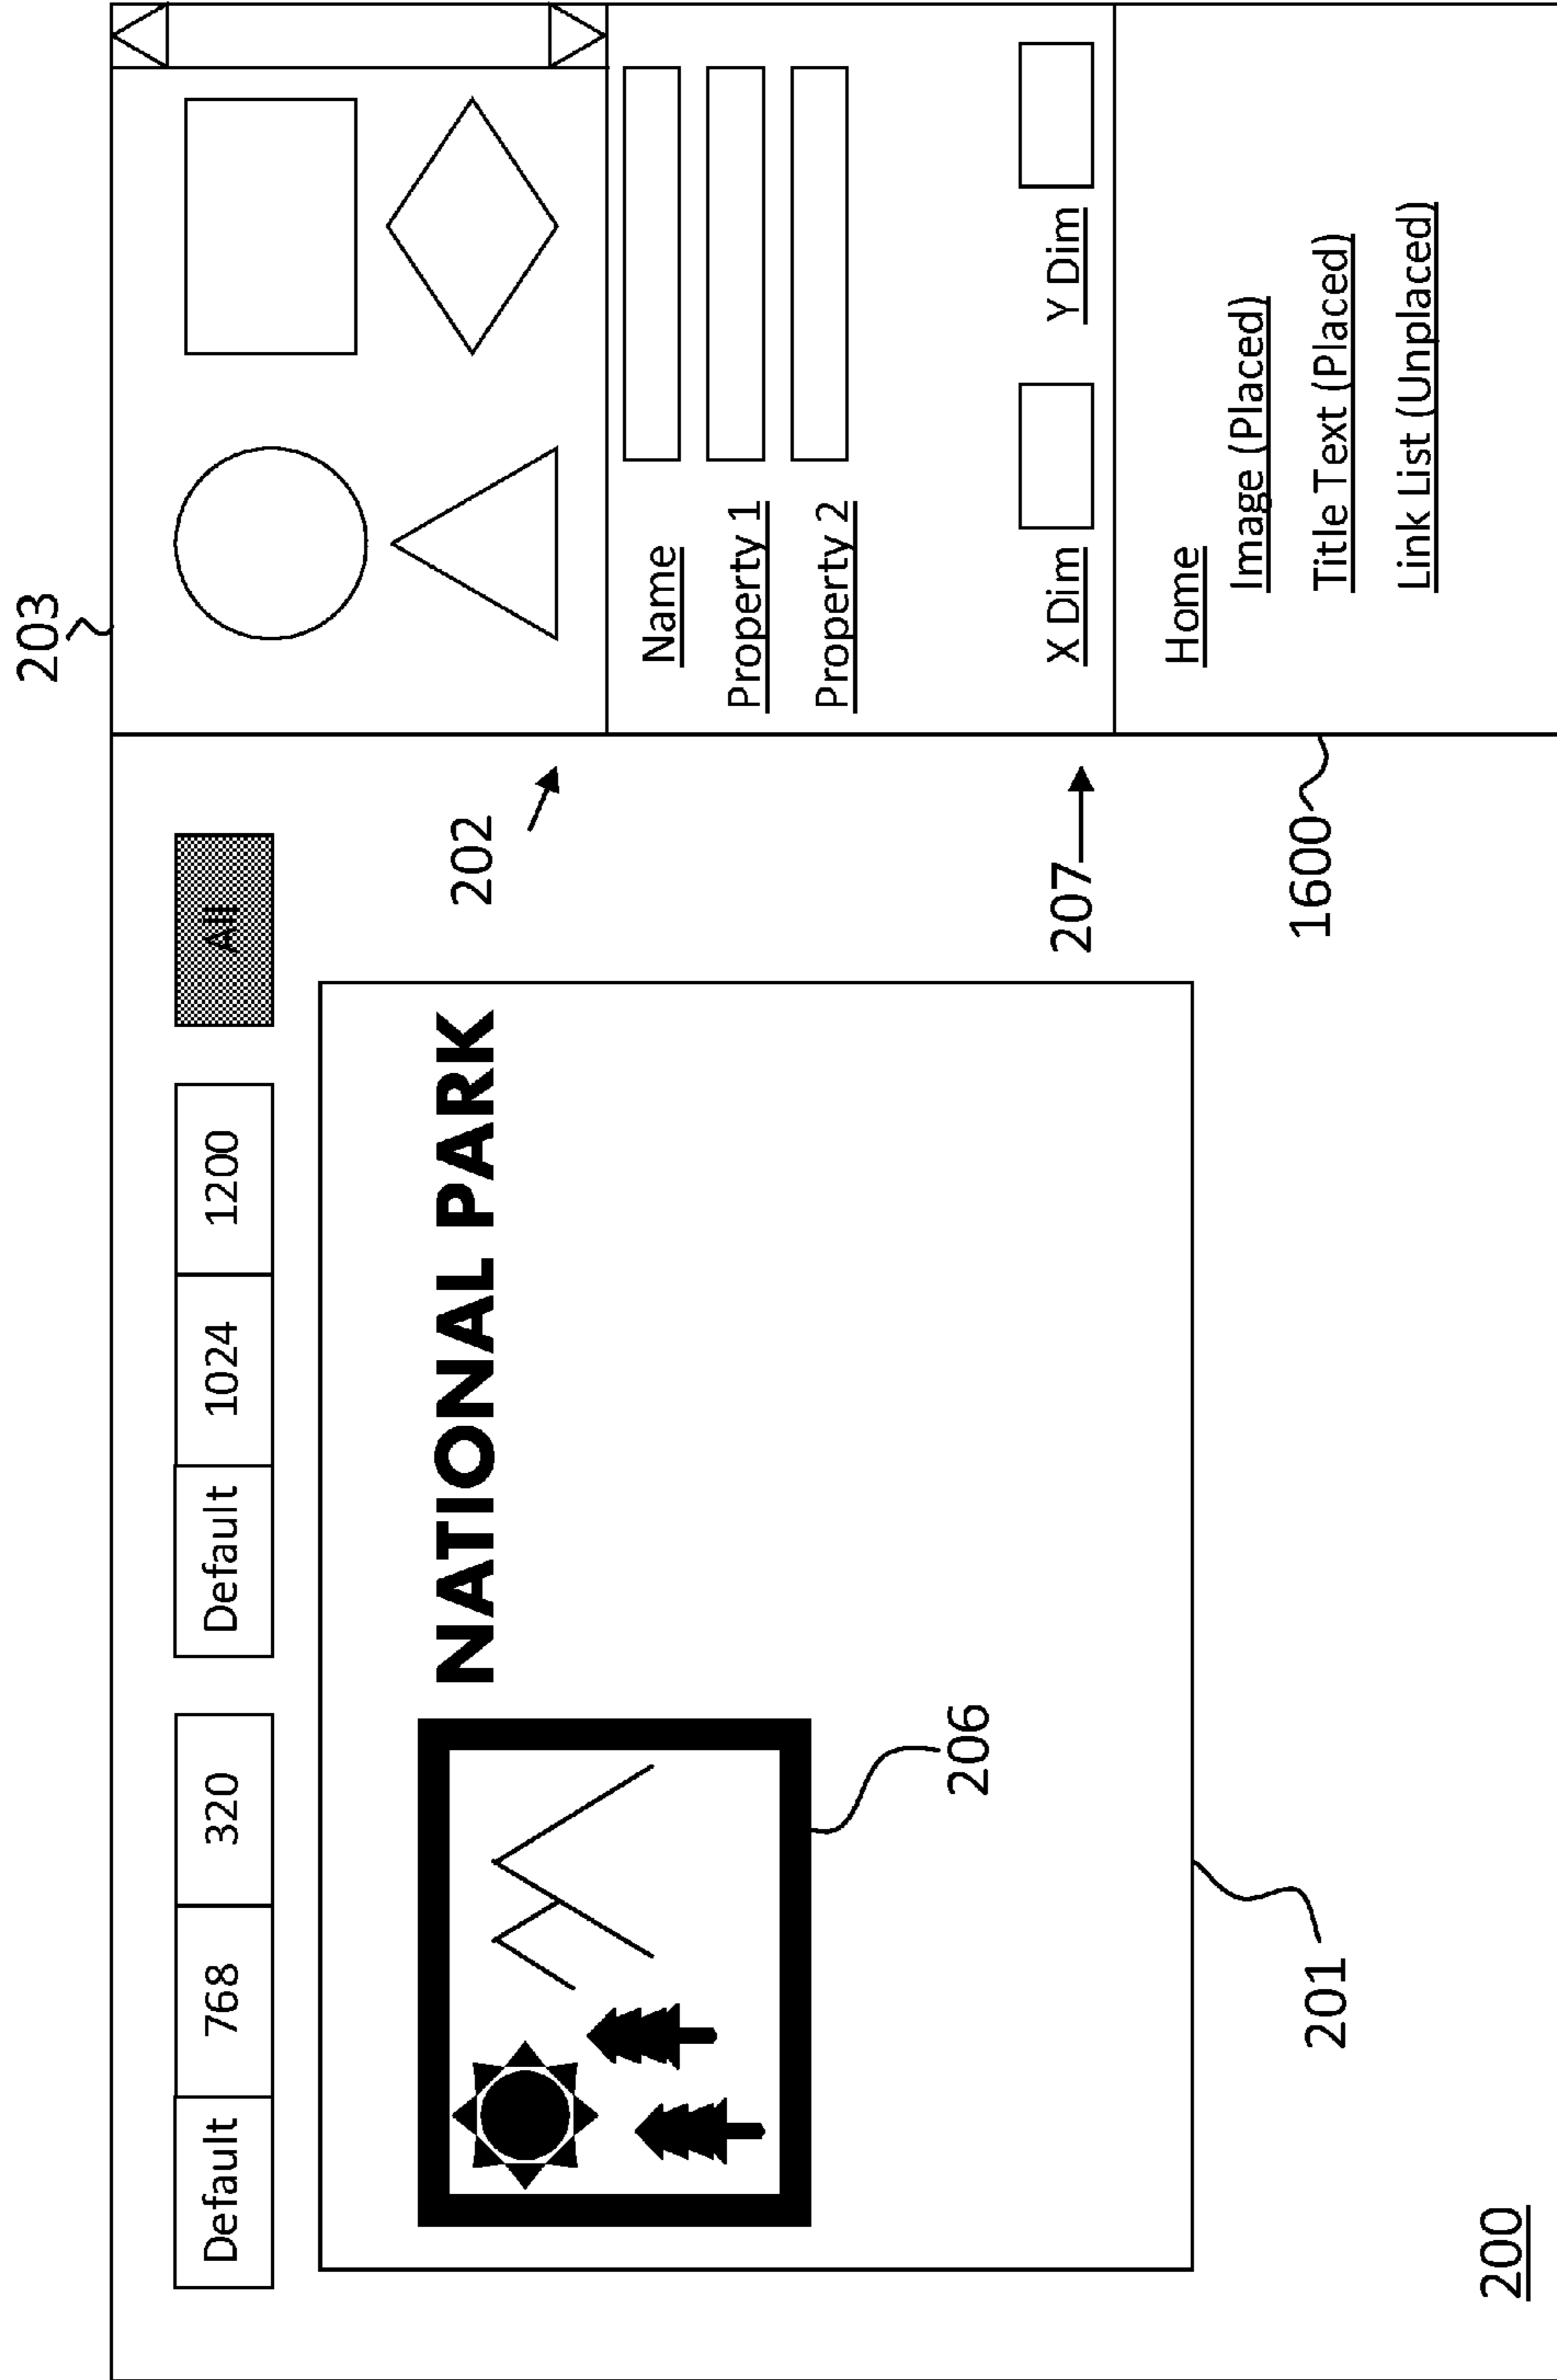 203
Default 768 320 Default 1024 1200 All
NATIONAL PARK
202
Name
Property 1
Property 2
206
207
X Dim Y Dim
Home
Image (Placed)
Title Text (Placed)
Link List (Unplaced)
1600
201
200